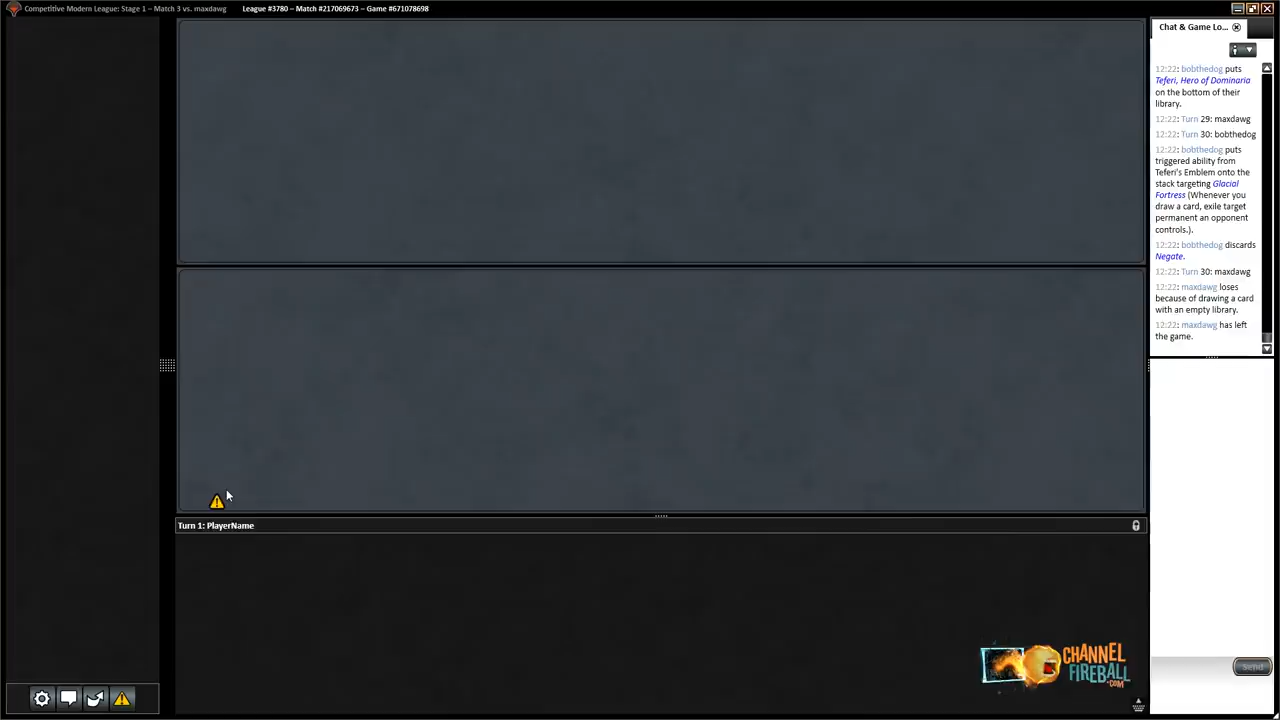 Competitive Modern League: Stage 1 – Match 3 vs. maxdawg
League #3780 – Match #217069673 – Game #671078698
Chat & Game Lo...
12:22: bobthedog puts
Teferi, Hero of Dominaria
on the bottom of their
library.
12:22: Turn 29: maxdawg
12:22: Turn 30: bobthedog
12:22: bobthedog puts
triggered ability from
Teferi's Emblem onto the
stack targeting Glacial
Fortress (Whenever you
draw a card, exile target
permanent an opponent
controls.).
12:22: bobthedog discards
Negate.
12:22: Turn 30: maxdawg
12:22: maxdawg loses
because of drawing a card
with an empty library.
12:22: maxdawg has left
the game.
Turn 1: PlayerName
CHANNEL
FIREBALL
.COM
Send